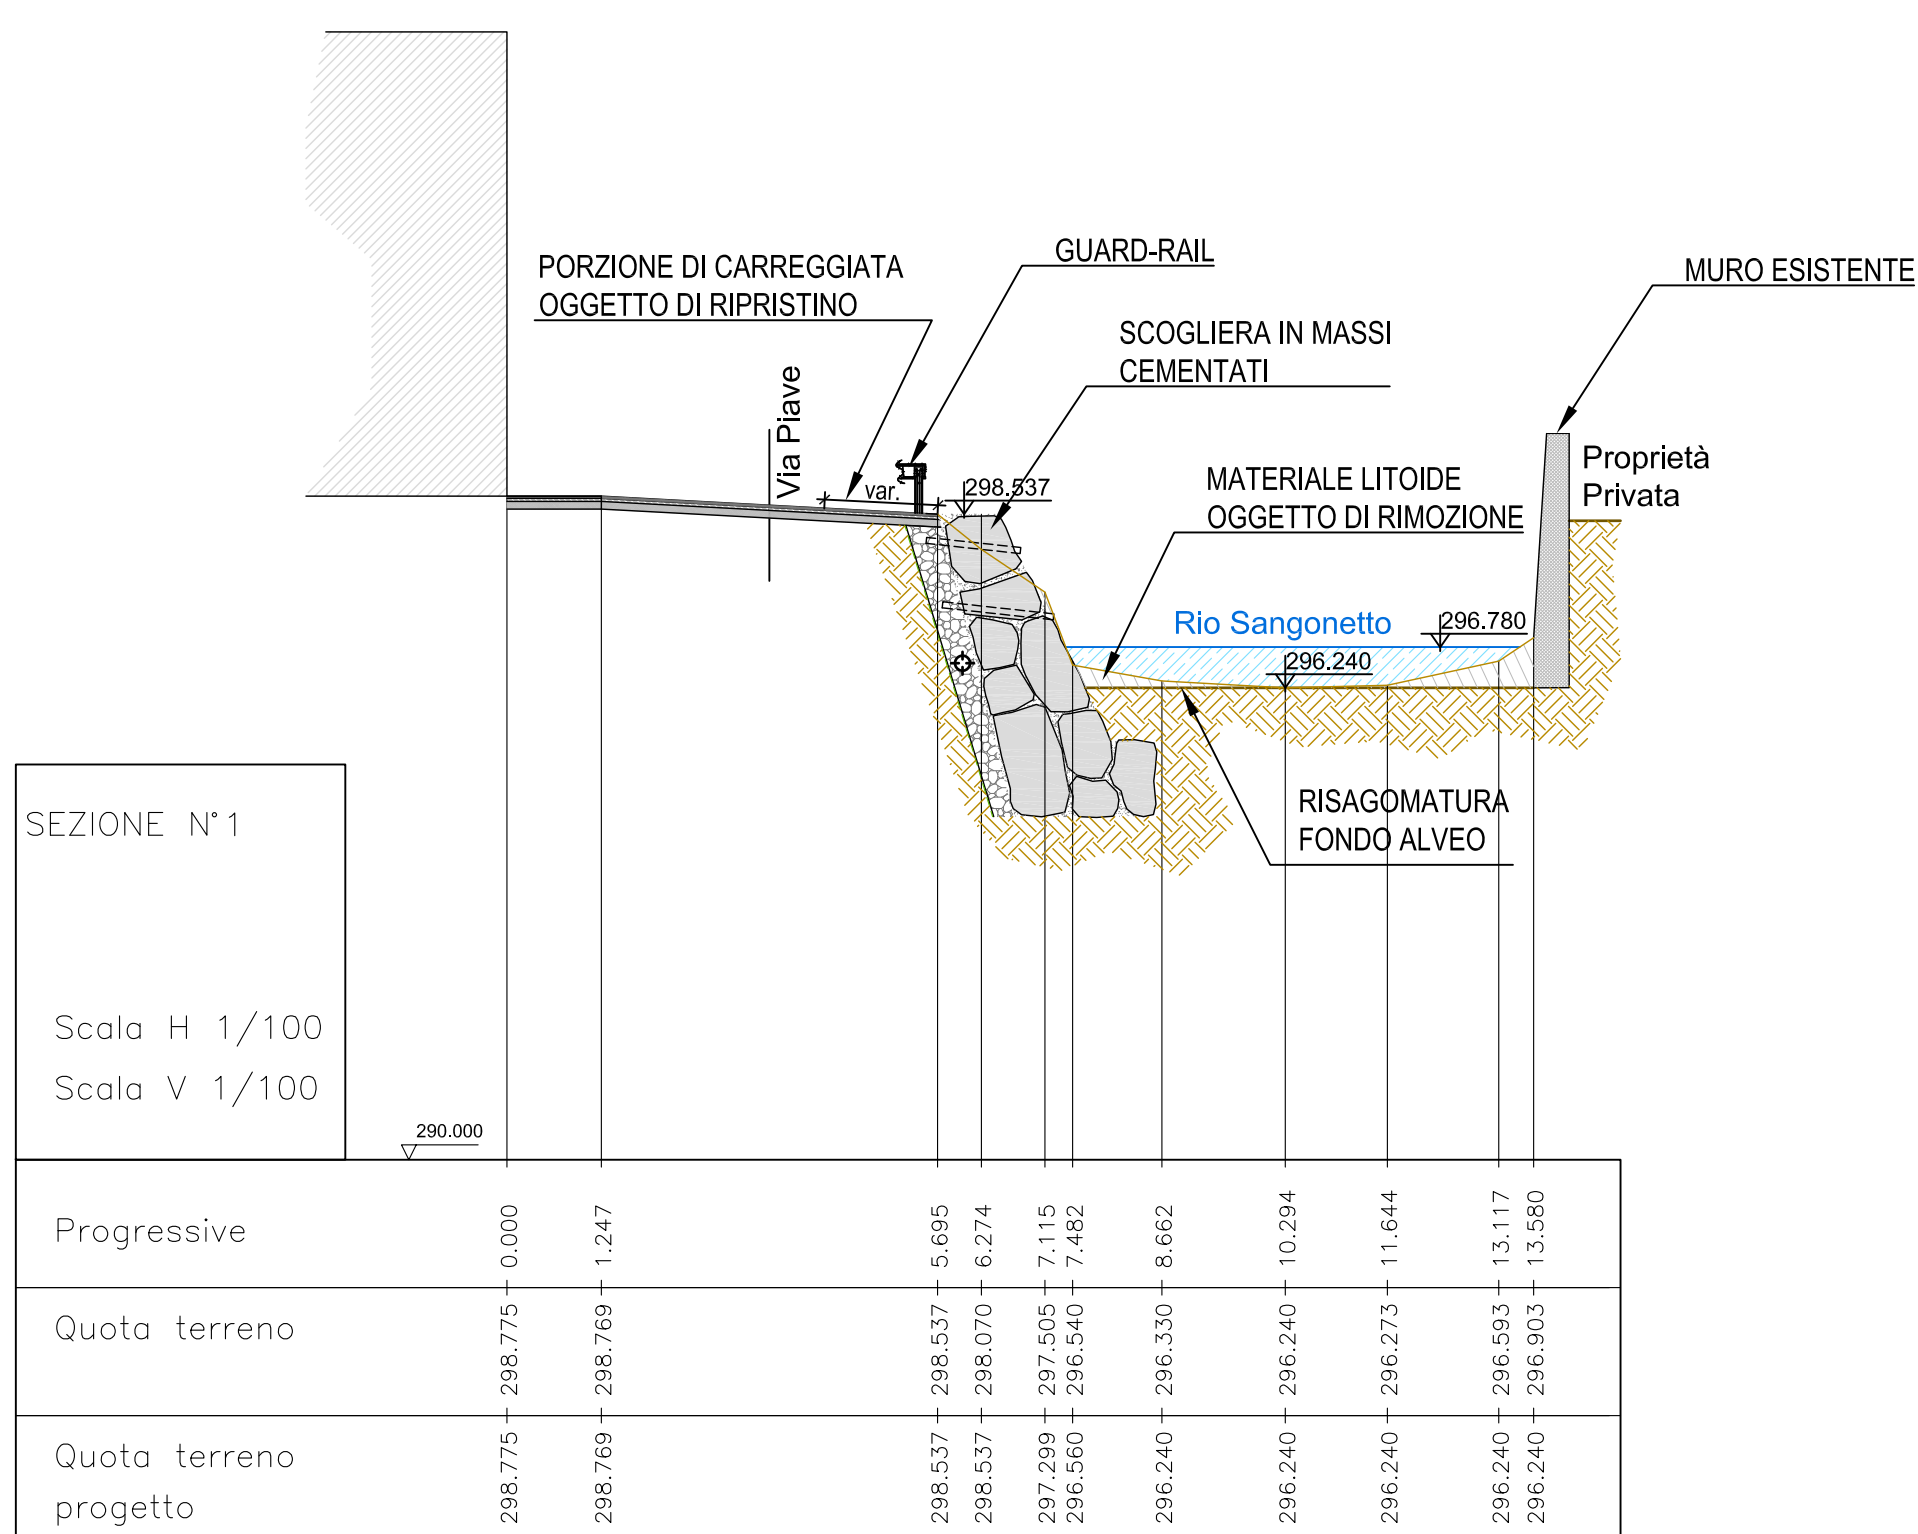 GUARD-RAIL
PORZIONE DI CARREGGIATA
OGGETTO DI RIPRISTINO
MURO ESISTENTE
SCOGLIERA IN MASSI
CEMENTATI
Via Piave
var.
298.537
MATERIALE LITOIDE
OGGETTO DI RIMOZIONE
Proprietà
Privata
Rio Sangonetto
296.780
296.240
RISAGOMATURA
FONDO ALVEO
SEZIONE N°1
Scala H 1/100
Scala V 1/100
290.000
Progressive 0.000 1.247 5.695 6.274 7.115 7.482 8.662 10.294 11.644 13.117 13.580
Quota terreno 298.775 298.769 298.537 298.070 297.505 296.540 296.330 296.240 296.273 296.593 296.903
Quota terreno
progetto 298.775 298.769 298.537 298.537 297.299 296.560 296.240 296.240 296.240 296.240 296.240